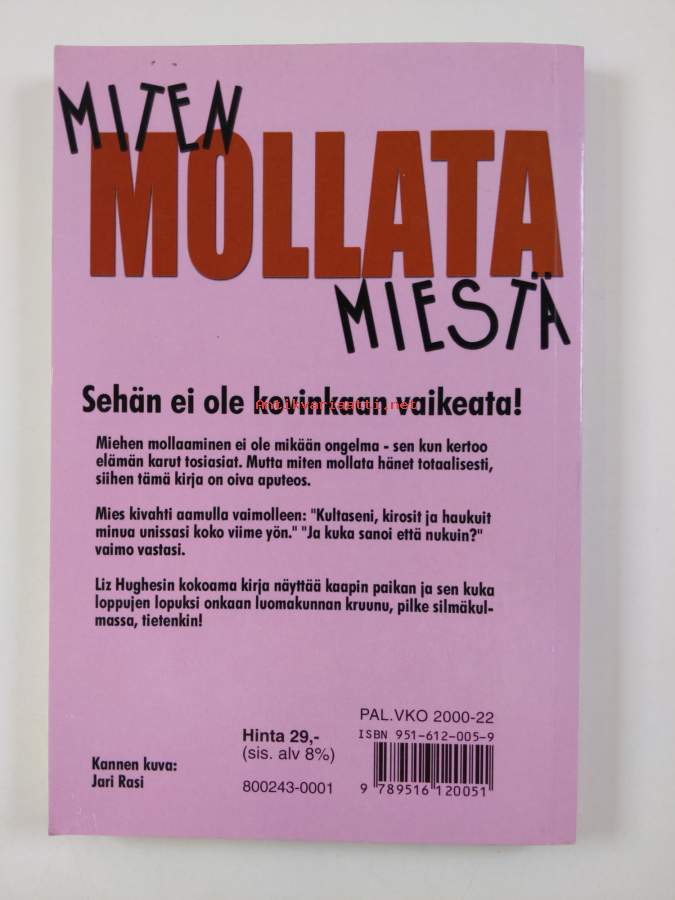 MITEN
MOLLATA
MIESTÄ
Sehän ei ole kovinkaan vaikeata!
Antikvariaatti.net
Miehen mollaaminen ei ole mikään ongelma - sen kun kertoo
elämän karut tosiasiat. Mutta miten mollata hänet totaalisesti,
siihen tämä kirja on oiva aputeos.
Mies kivahti aamulla vaimolleen: "Kultaseni, kirosit ja haukuit
minua unissasi koko viime yön." "Ja kuka sanoi että nukuin?"
vaimo vastasi.
Liz Hughesin kokoama kirja näyttää kaapin paikan ja sen kuka
loppujen lopuksi onkaan luomakunnan kruunu, pilke silmäkul-
massa, tietenkin!
Kannen kuva:
Jari Rasi
Hinta 29,-
(sis. alv 8%)
800243-0001
PAL.VKO 2000-22
ISBN 951-612-005-9
9 789516 120051